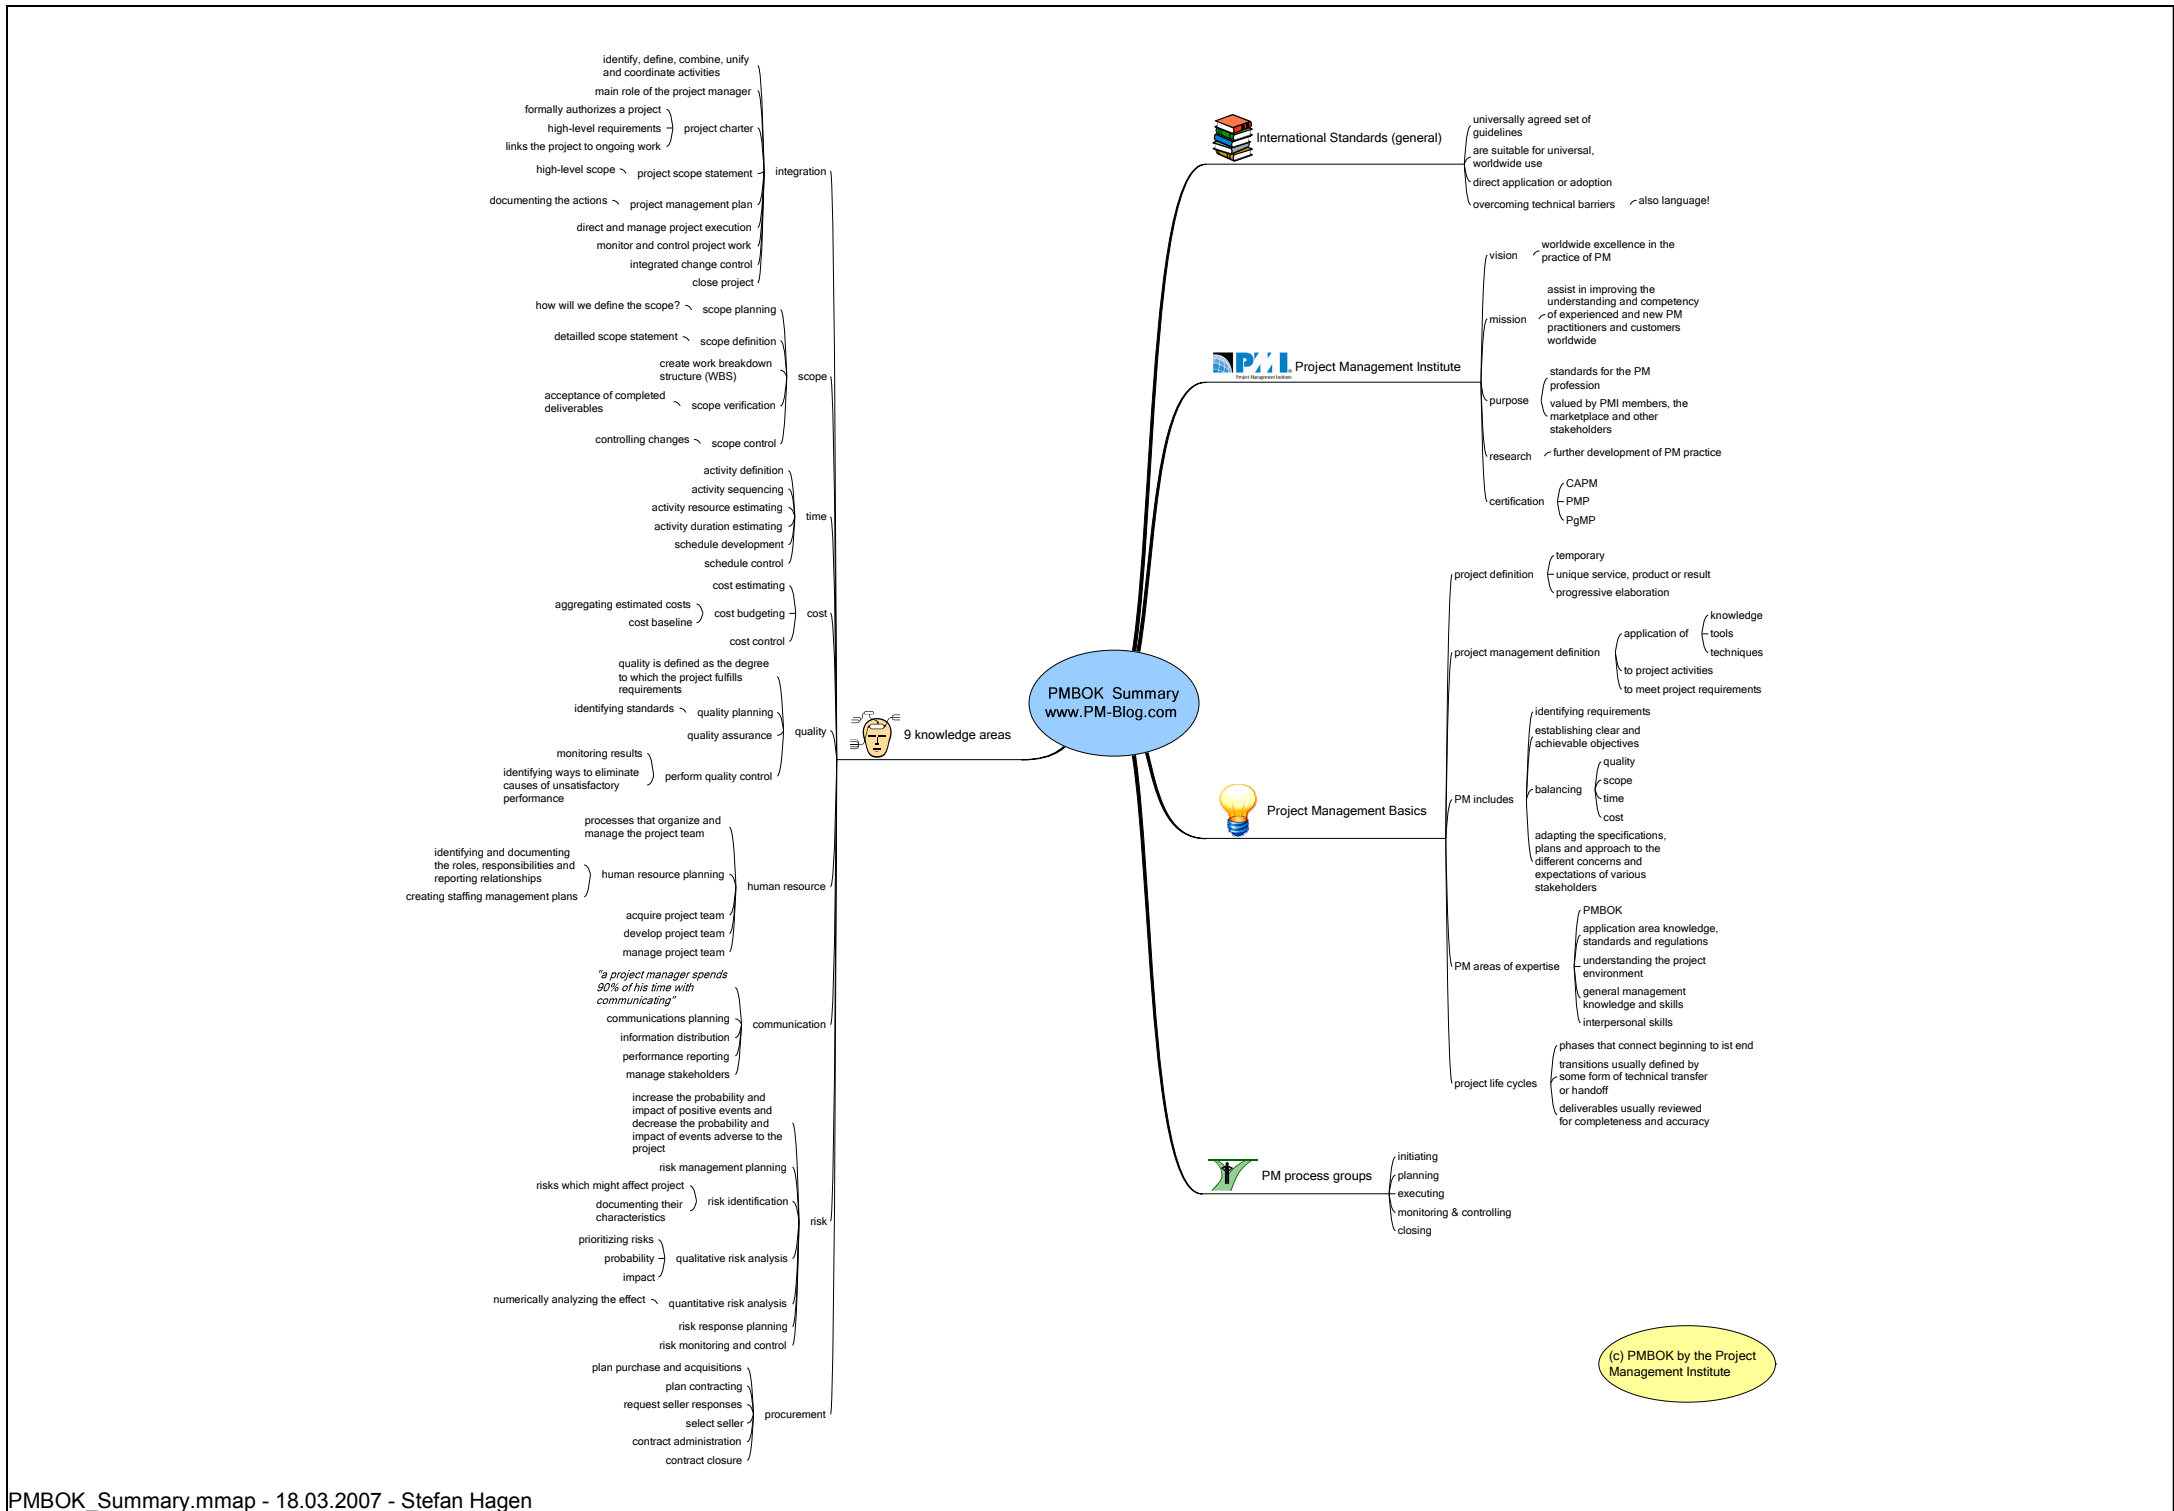 identify, define, combine, unify
and coordinate activities
main role of the project manager
formally authorizes a project
high-level requirements
links the project to ongoing work
project charter
high-level scope
project scope statement
documenting the actions
project management plan
direct and manage project execution
monitor and control project work
integrated change control
close project
integration
how will we define the scope?
scope planning
detailled scope statement
scope definition
create work breakdown
structure (WBS)
acceptance of completed
deliverables
scope verification
controlling changes
scope control
scope
activity definition
activity sequencing
activity resource estimating
activity duration estimating
schedule development
schedule control
time
cost estimating
aggregating estimated costs
cost baseline
cost budgeting
cost control
cost
quality is defined as the degree
to which the project fulfills
requirements
identifying standards
quality planning
quality assurance
monitoring results
identifying ways to eliminate
causes of unsatisfactory
performance
perform quality control
quality
processes that organize and
manage the project team
identifying and documenting
the roles, responsibilities and
reporting relationships
creating staffing management plans
human resource planning
acquire project team
develop project team
manage project team
human resource
"a project manager spends
90% of his time with
communicating"
communications planning
information distribution
performance reporting
manage stakeholders
communication
increase the probability and
impact of positive events and
decrease the probability and
impact of events adverse to the
project
risk management planning
risks which might affect project
documenting their
characteristics
risk identification
prioritizing risks
probability
impact
qualitative risk analysis
numerically analyzing the effect
quantitative risk analysis
risk response planning
risk monitoring and control
risk
plan purchase and acquisitions
plan contracting
request seller responses
select seller
contract administration
contract closure
procurement
9 knowledge areas
PMBOK Summary
www.PM-Blog.com
International Standards (general)
universally agreed set of
guidelines
are suitable for universal,
worldwide use
direct application or adoption
overcoming technical barriers
also language!
PMI
Project Management Institute
Project Management Institute
vision
worldwide excellence in the
practice of PM
mission
assist in improving the
understanding and competency
of experienced and new PM
practitioners and customers
worldwide
purpose
standards for the PM
profession
valued by PMI members, the
marketplace and other
stakeholders
research
further development of PM practice
certification
CAPM
PMP
PgMP
Project Management Basics
project definition
temporary
unique service, product or result
progressive elaboration
project management definition
application of
knowledge
tools
techniques
to project activities
to meet project requirements
PM includes
identifying requirements
establishing clear and
achievable objectives
balancing
quality
scope
time
cost
adapting the specifications,
plans and approach to the
different concerns and
expectations of various
stakeholders
PM areas of expertise
PMBOK
application area knowledge,
standards and regulations
understanding the project
environment
general management
knowledge and skills
interpersonal skills
project life cycles
phases that connect beginning to ist end
transitions usually defined by
some form of technical transfer
or handoff
deliverables usually reviewed
for completeness and accuracy
PM process groups
initiating
planning
executing
monitoring & controlling
closing
(c) PMBOK by the Project
Management Institute
PMBOK_Summary.mmap - 18.03.2007 - Stefan Hagen